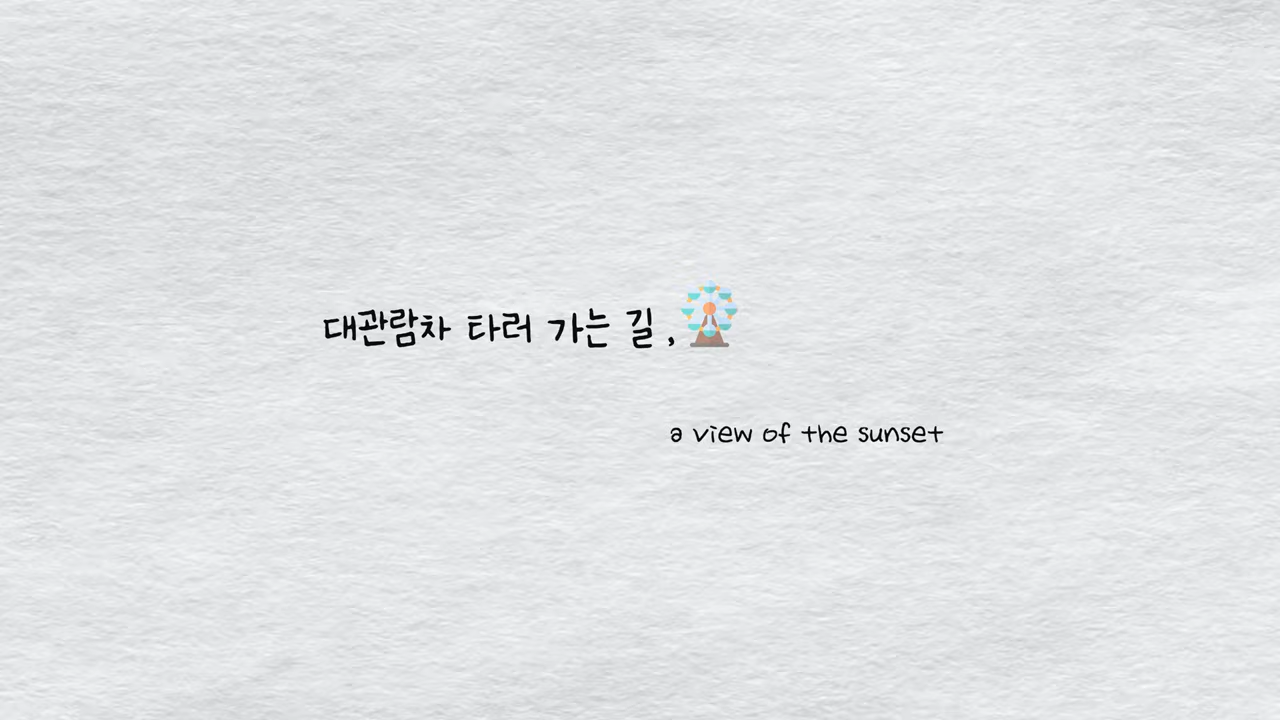 대관람차 타러 가는 길,
a view of the sunset